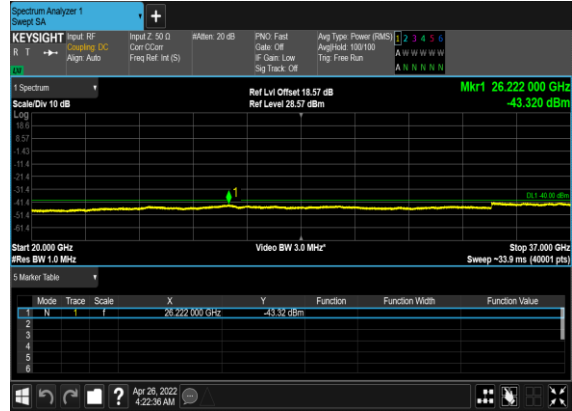 Spectrum Analyzer 1
Swept SA
+
KEYSIGHT Input: RF Input Z: 50 Ω #Atten: 20 dB PNO: Fast Avg Type: Power (RMS) 1 2 3 4 5 6
R T Coupling: DC Corr CCorr Gate: Off Avg|Hold: 100/100 A W W W W W
Align: Auto Freq Ref: Int (S) IF Gain: Low Trig: Free Run
LW Sig Track: Off A N N N N N
1 Spectrum Ref Lvl Offset 18.57 dB Mkr1 26.222 000 GHz
Scale/Div 10 dB Ref Level 28.57 dBm -43.320 dBm
Log
18.6
8.57
-1.43
-11.4
-21.4
-31.4
1
DL1 -40.00 dBm
-41.4
-51.4
-61.4
Start 20.000 GHz Video BW 3.0 MHz* Stop 37.000 GHz
#Res BW 1.0 MHz Sweep ~33.9 ms (40001 pts)
5 Marker Table
Mode Trace Scale X Y Function Function Width Function Value
1 N 1 f 26.222 000 GHz -43.32 dBm
2
3
4
5
6
? Apr 26, 2022
4:22:36 AM